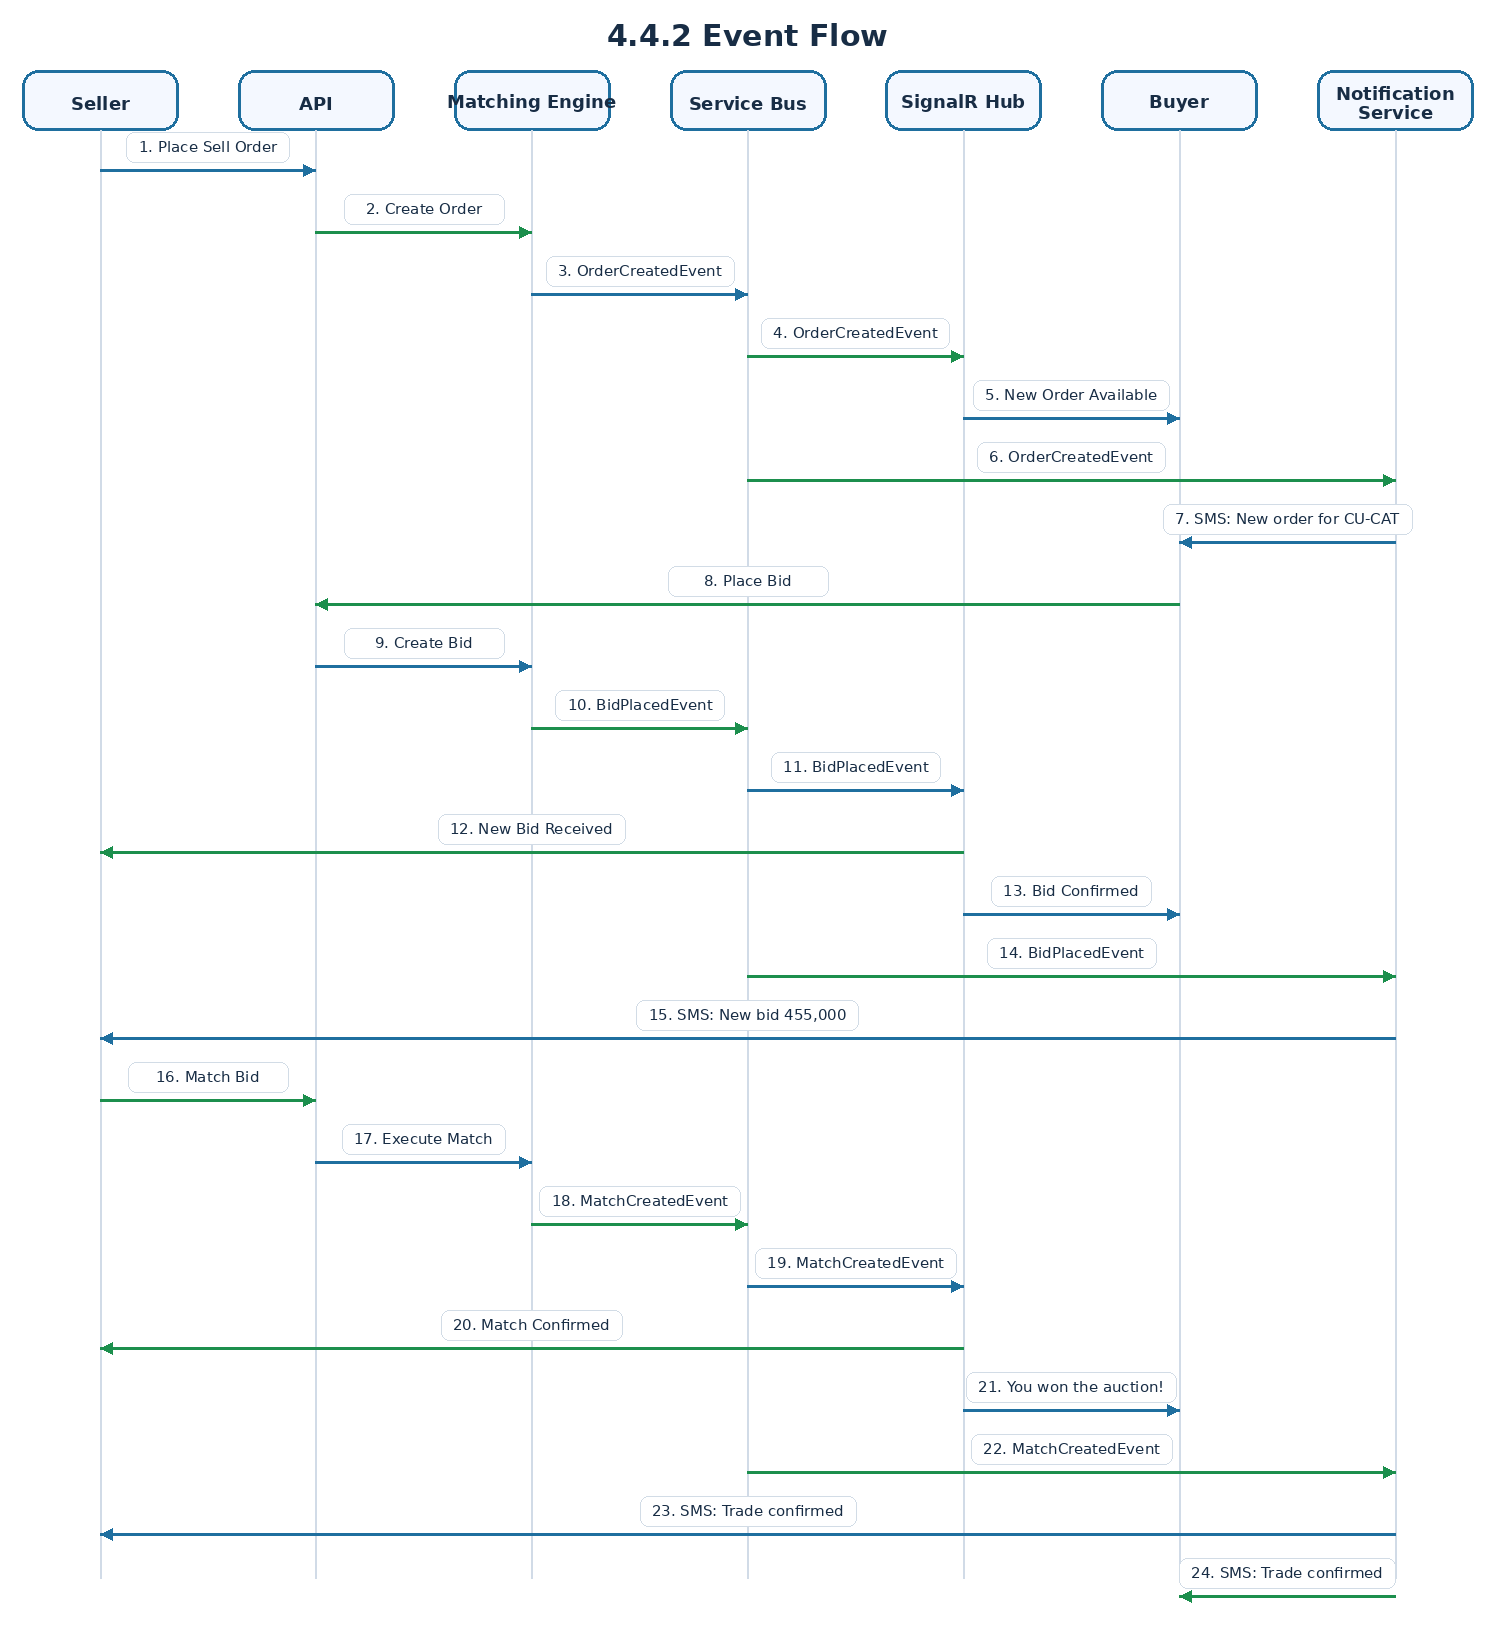 4.4.2 Event Flow
Seller
API
Matching Engine
Service Bus
SignalR Hub
Buyer
Notification
Service
1. Place Sell Order
2. Create Order
3. OrderCreatedEvent
4. OrderCreatedEvent
5. New Order Available
6. OrderCreatedEvent
7. SMS: New order for CU-CAT
8. Place Bid
9. Create Bid
10. BidPlacedEvent
11. BidPlacedEvent
12. New Bid Received
13. Bid Confirmed
14. BidPlacedEvent
15. SMS: New bid 455,000
16. Match Bid
17. Execute Match
18. MatchCreatedEvent
19. MatchCreatedEvent
20. Match Confirmed
21. You won the auction!
22. MatchCreatedEvent
23. SMS: Trade confirmed
24. SMS: Trade confirmed